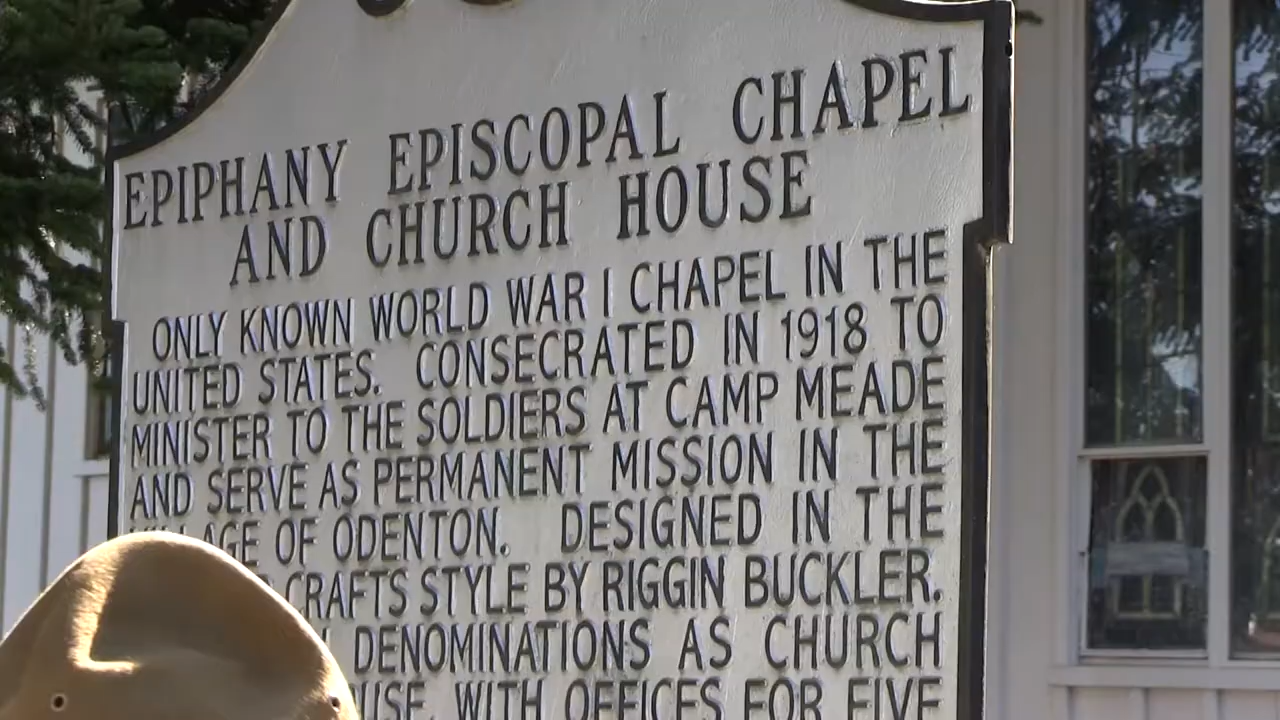 EPIPHANY EPISCOPAL CHAPEL
AND CHURCH HOUSE
ONLY KNOWN WORLD WAR I CHAPEL IN THE
UNITED STATES. CONSECRATED IN 1918 TO
MINISTER TO THE SOLDIERS AT CAMP MEADE
AND SERVE AS PERMANENT MISSION IN THE
VILLAGE OF ODENTON. DESIGNED IN THE
CRAFTS STYLE BY RIGGIN BUCKLER.
DENOMINATIONS AS CHURCH
WITH OFFICES FOR FIVE